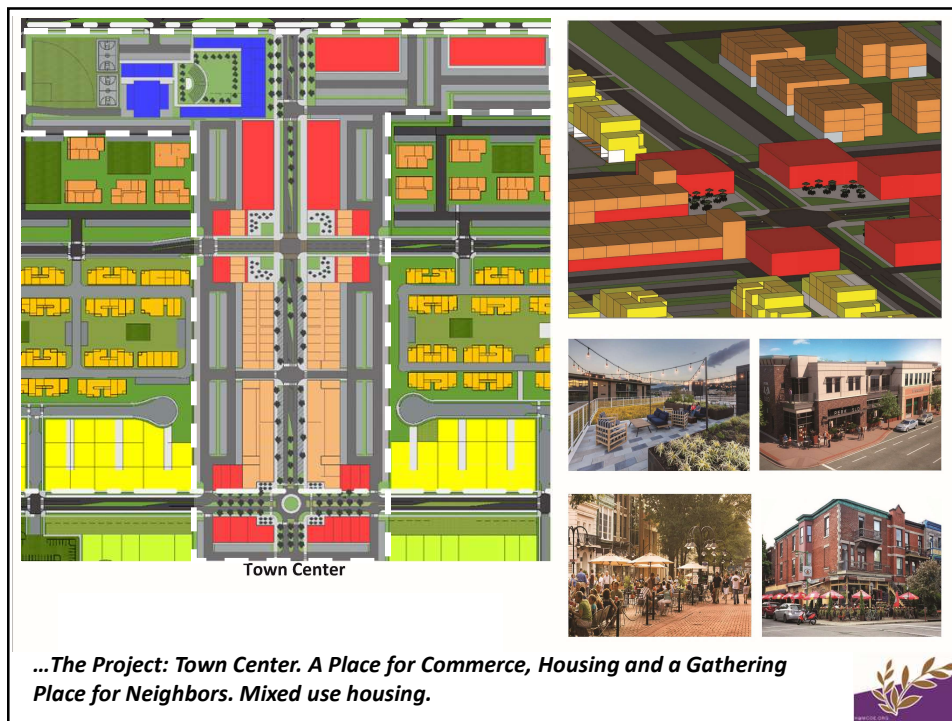 Town Center
...The Project: Town Center. A Place for Commerce, Housing and a Gathering
Place for Neighbors. Mixed use housing.